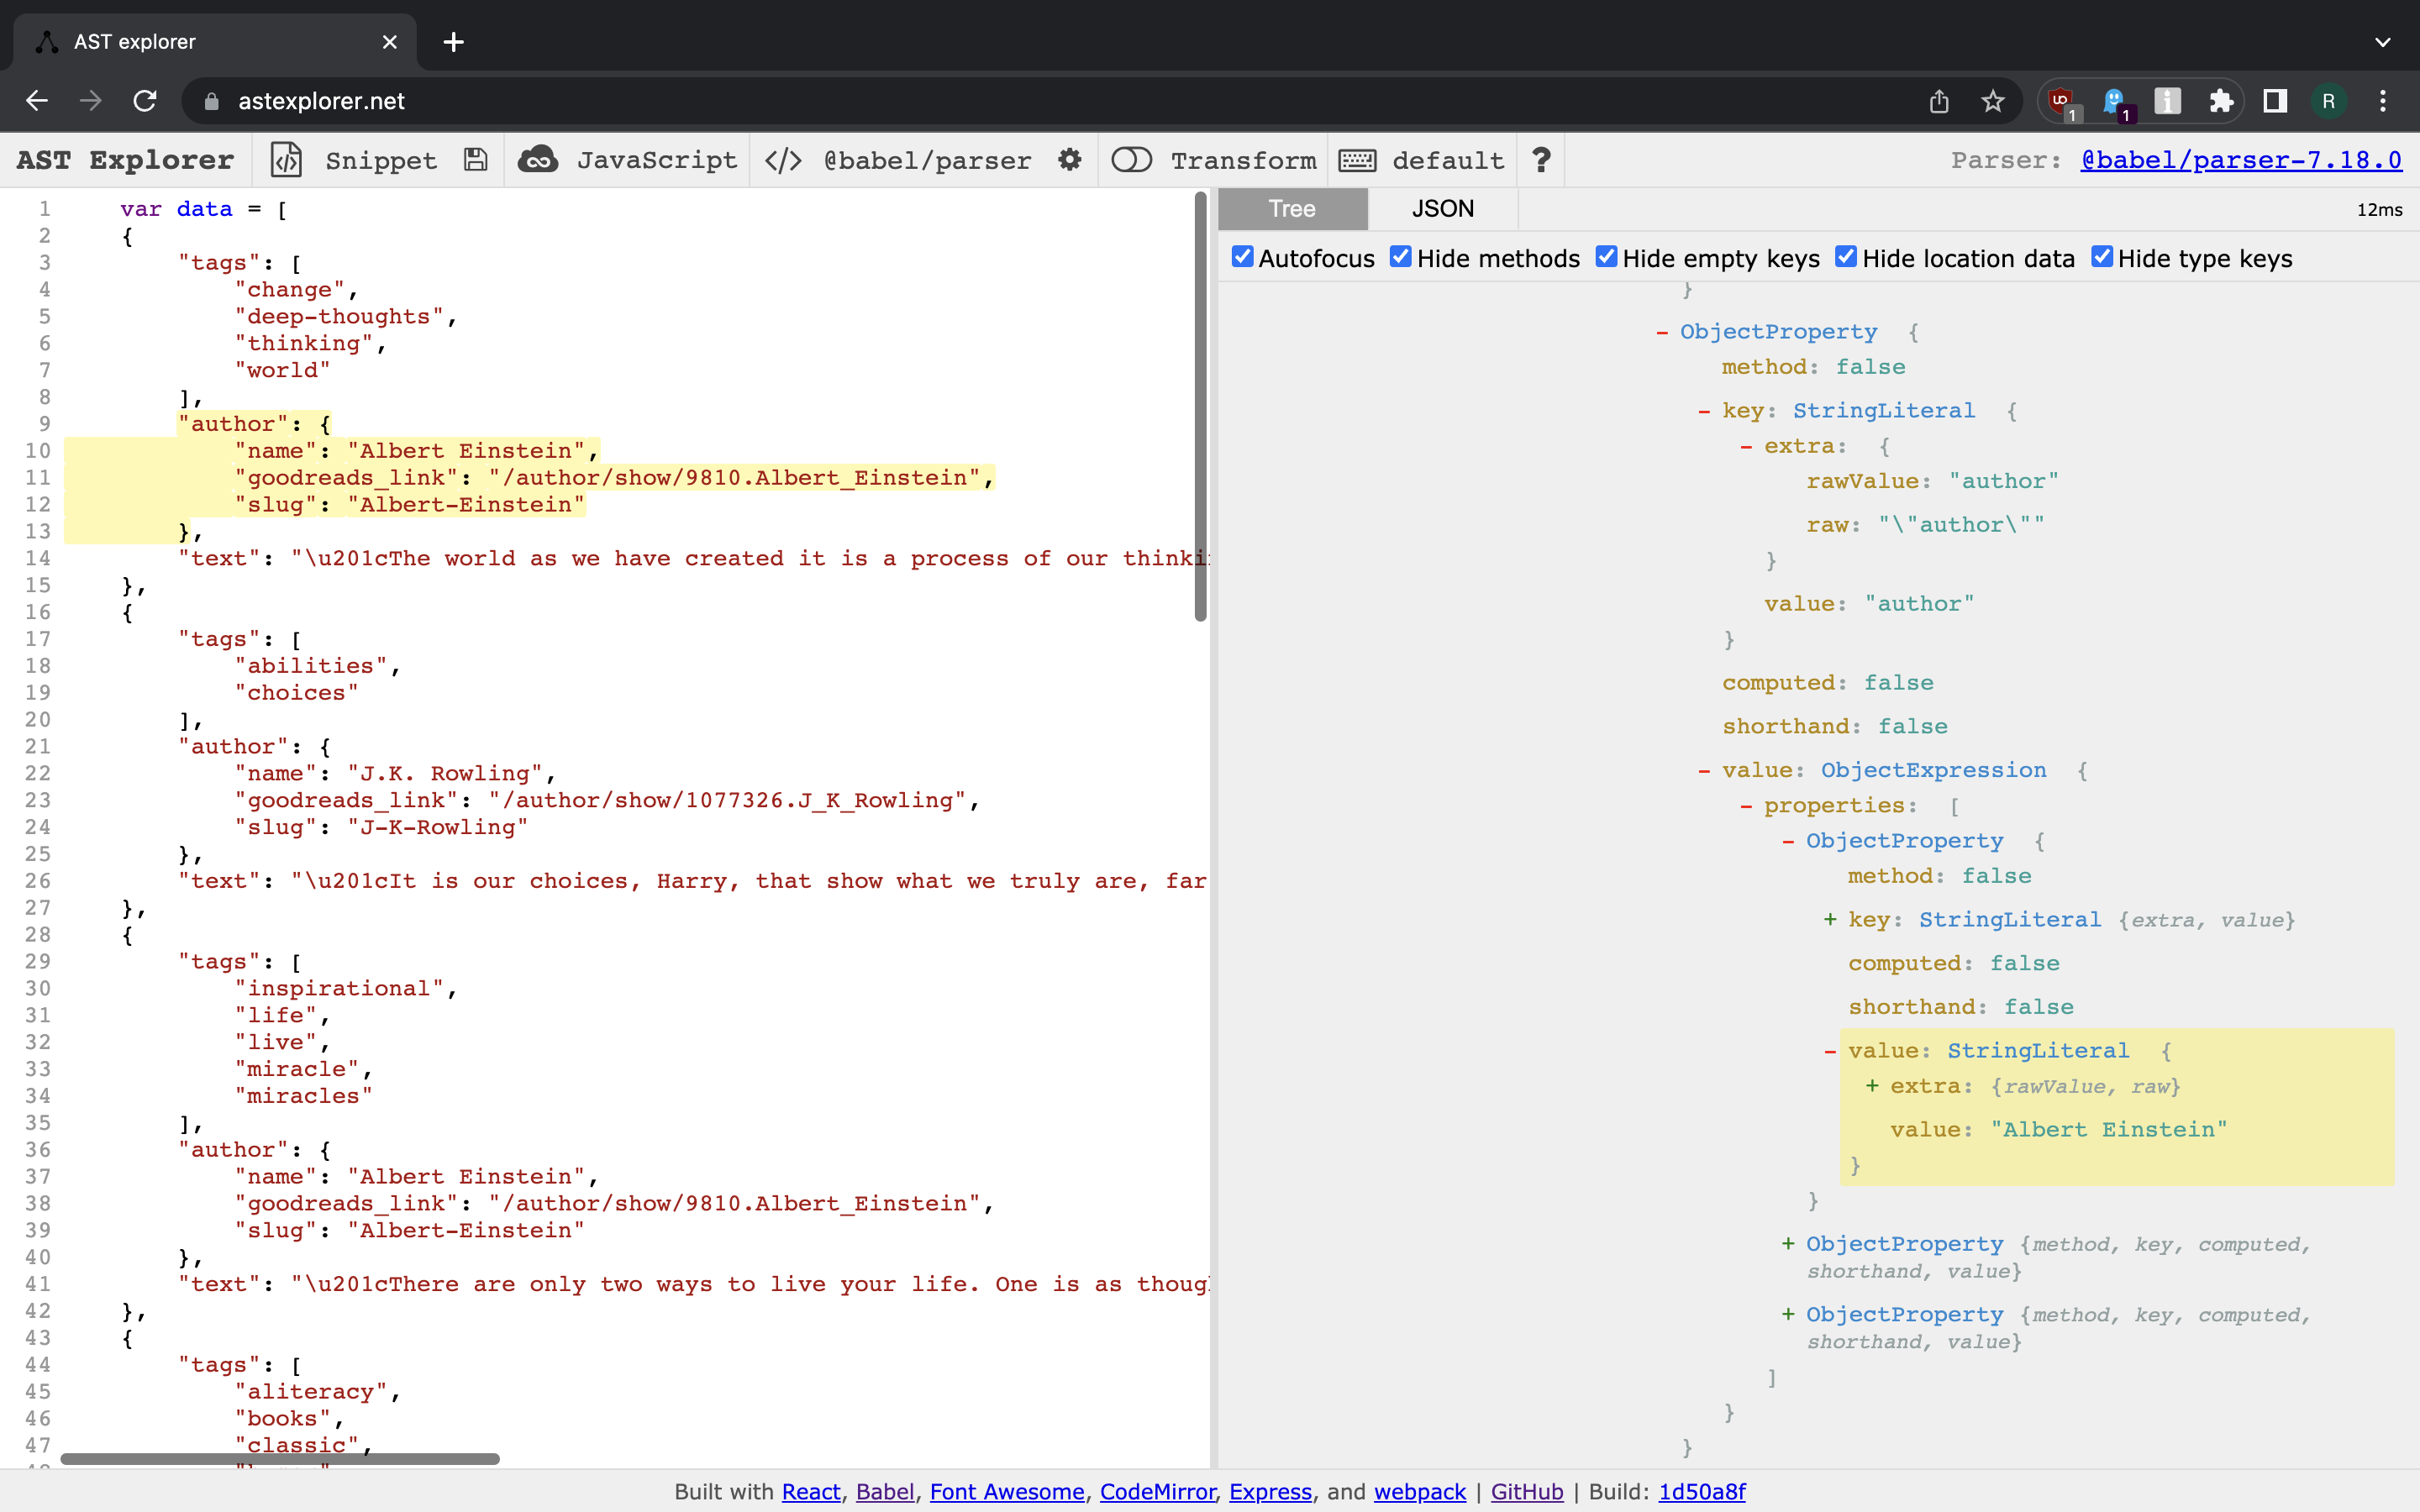 AST explorer
astexplorer.net
1
1
R
AST Explorer Snippet JavaScript </> @babel/parser Transform default ? Parser: @babel/parser-7.18.0
1 var data = [
2 {
3 "tags": [
4 "change",
5 "deep-thoughts",
6 "thinking",
7 "world"
8 ],
9 "author": {
10 "name": "Albert Einstein",
11 "goodreads_link": "/author/show/9810.Albert_Einstein",
12 "slug": "Albert-Einstein"
13 },
14 "text": "\u201cThe world as we have created it is a process of our
15 },
16 {
17 "tags": [
18 "abilities",
19 "choices"
20 ],
21 "author": {
22 "name": "J.K. Rowling",
23 "goodreads_link": "/author/show/1077326.J_K_Rowling",
24 "slug": "J-K-Rowling"
25 },
26 "text": "\u201cIt is our choices, Harry, that show what we truly are, far
27 },
28 {
29 "tags": [
30 "inspirational",
31 "life",
32 "live",
33 "miracle",
34 "miracles"
35 ],
36 "author": {
37 "name": "Albert Einstein",
38 "goodreads_link": "/author/show/9810.Albert_Einstein",
39 "slug": "Albert-Einstein"
40 },
41 "text": "\u201cThere are only two ways to live your life. One is as
42 },
43 {
44 "tags": [
45 "aliteracy",
46 "books",
47 "classic",
Tree JSON 12ms
Autofocus Hide methods Hide empty keys Hide location data Hide type keys
}
- ObjectProperty {
method: false
- key: StringLiteral {
- extra: {
rawValue: "author"
raw: "\"author\""
}
value: "author"
}
computed: false
shorthand: false
- value: ObjectExpression {
- properties: [
- ObjectProperty {
method: false
+ key: StringLiteral {extra, value}
computed: false
shorthand: false
- value: StringLiteral {
+ extra: {rawValue, raw}
value: "Albert Einstein"
}
}
+ ObjectProperty {method, key, computed,
shorthand, value}
+ ObjectProperty {method, key, computed,
shorthand, value}
]
}
}
Built with React, Babel, Font Awesome, CodeMirror, Express, and webpack | GitHub | Build: 1d50a8f